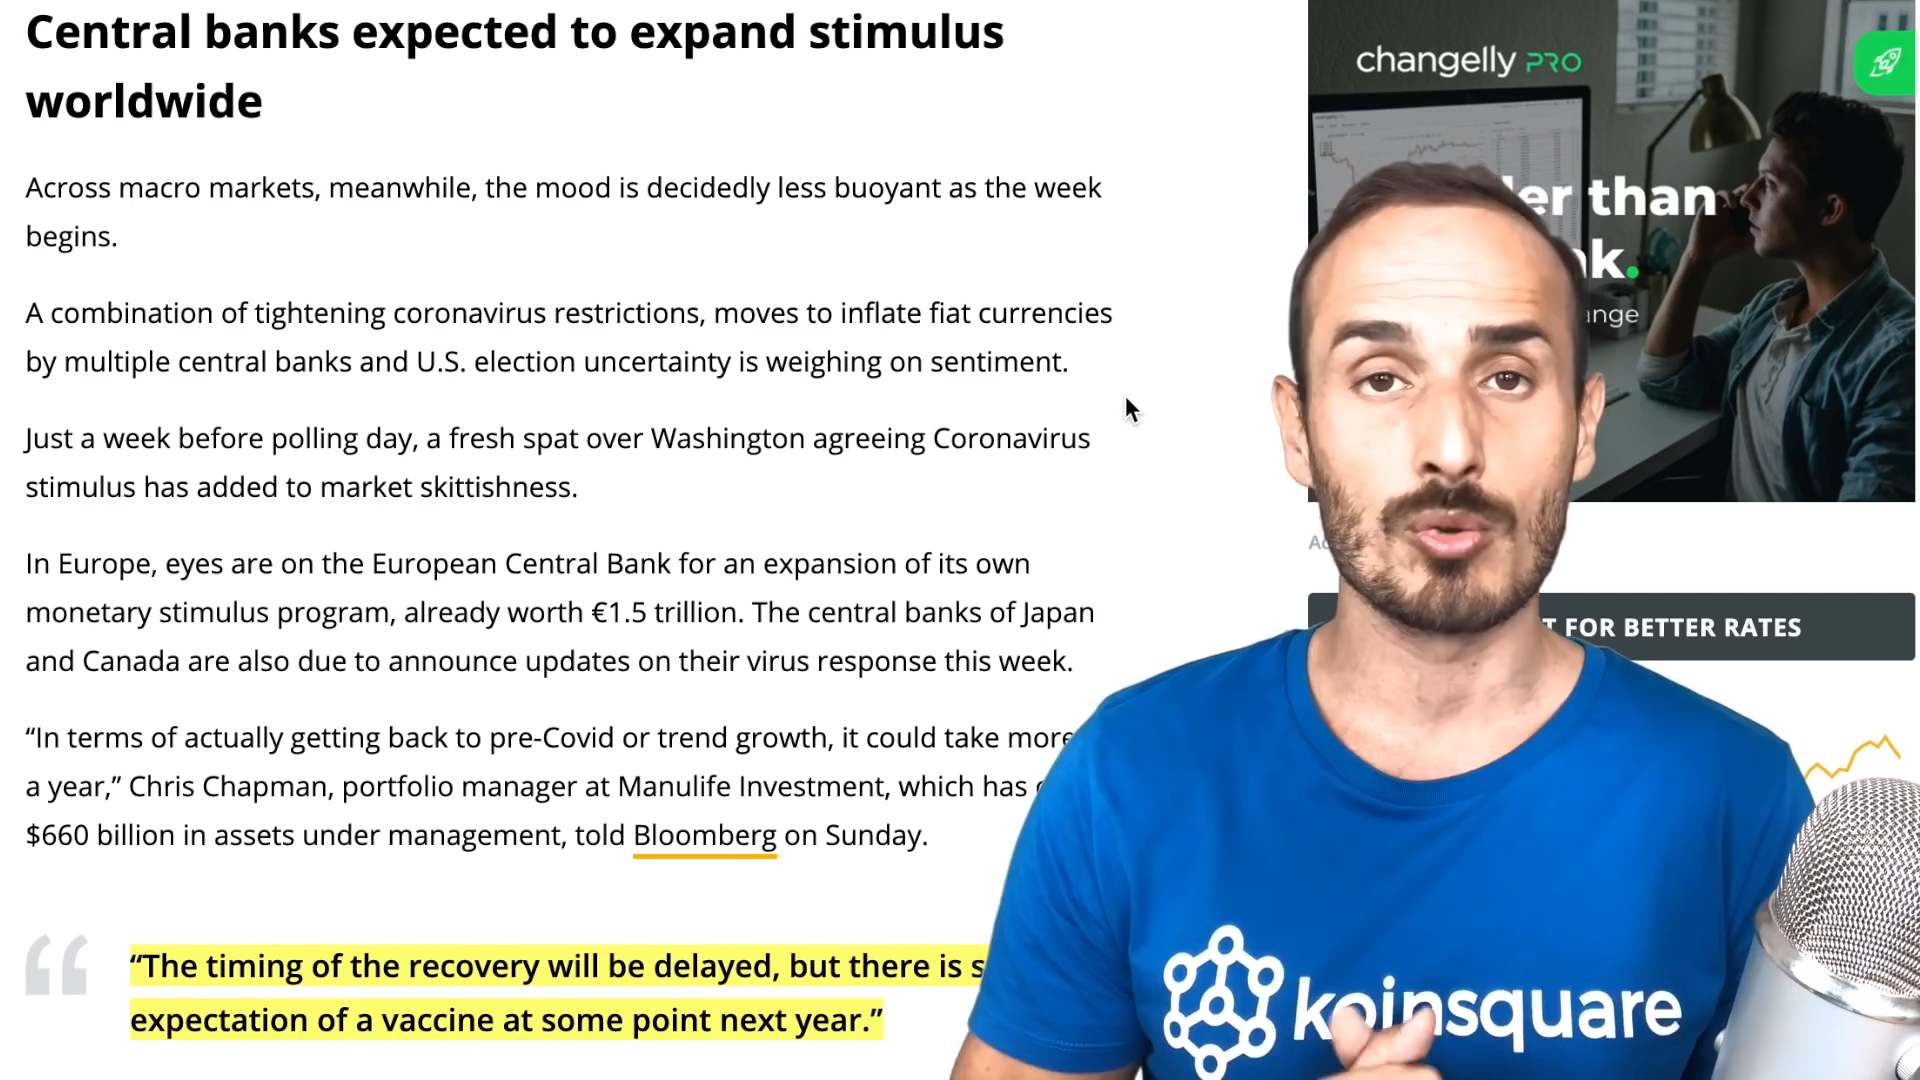 Central banks expected to expand stimulus
worldwide
Across macro markets, meanwhile, the mood is decidedly less buoyant as the week
begins.
A combination of tightening coronavirus restrictions, moves to inflate fiat currencies
by multiple central banks and U.S. election uncertainty is weighing on sentiment.
Just a week before polling day, a fresh spat over Washington agreeing Coronavirus
stimulus has added to market skittishness.
In Europe, eyes are on the European Central Bank for an expansion of its own
monetary stimulus program, already worth €1.5 trillion. The central banks of Japan
and Canada are also due to announce updates on their virus response this week.
“In terms of actually getting back to pre-Covid or trend growth, it could take more
a year,” Chris Chapman, portfolio manager at Manulife Investment, which has
$660 billion in assets under management, told Bloomberg on Sunday.
“The timing of the recovery will be delayed, but there is
expectation of a vaccine at some point next year.”
changelly PRO
than
FOR BETTER RATES
koinsquare